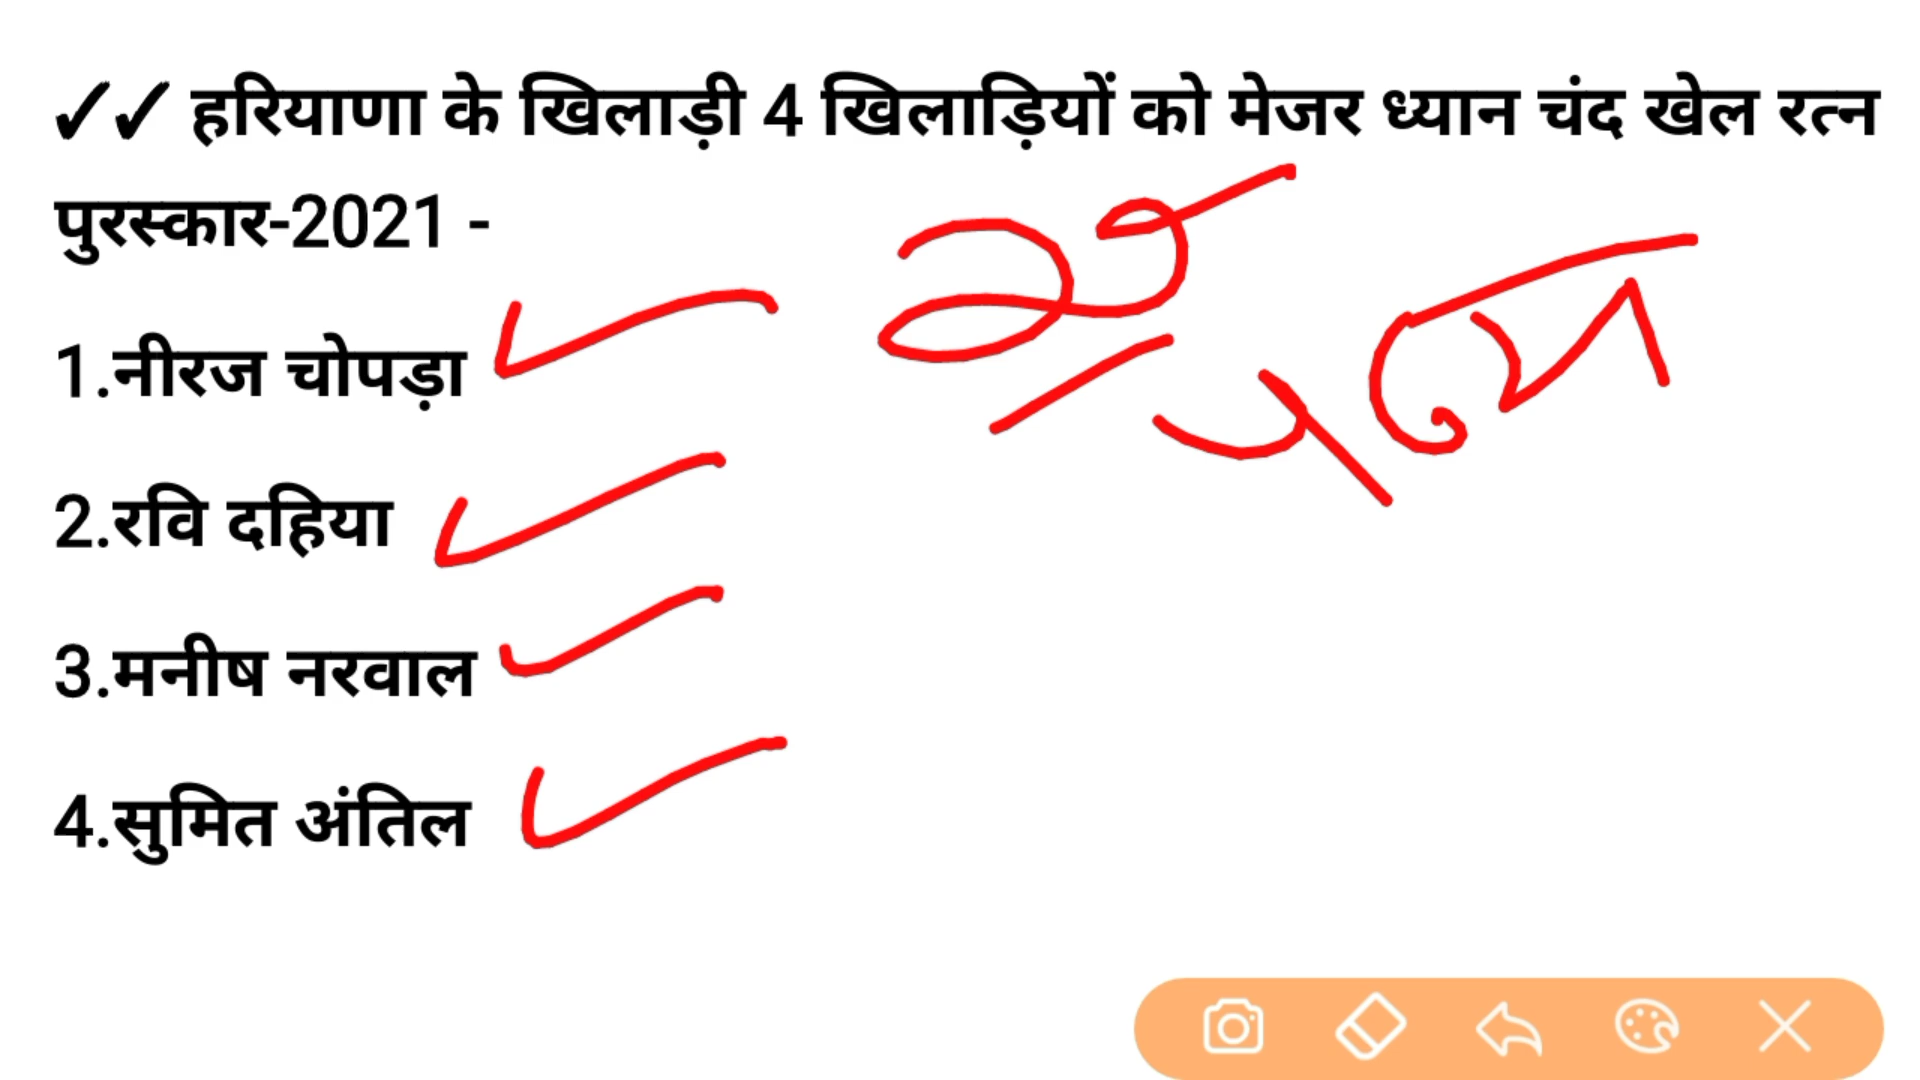 ✓✓ हरियाणा के खिलाड़ी 4 खिलाड़ियों को मेजर ध्यान चंद खेल रत्न
पुरस्कार-2021 -
1.नीरज चोपड़ा
2.रवि दहिया
3.मनीष नरवाल
4.सुमित अंतिल